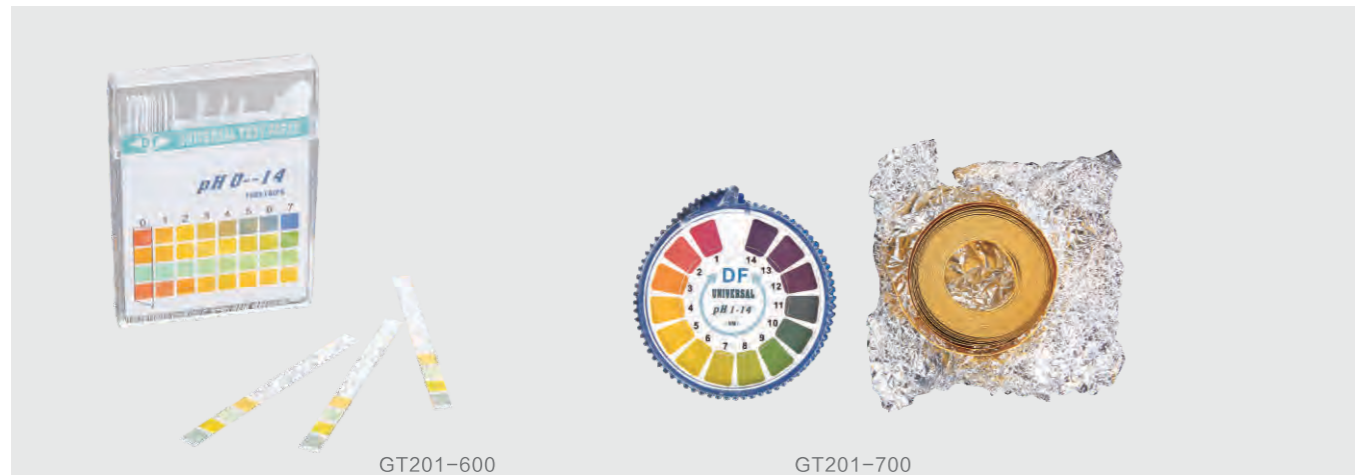 DF UNIVERSAL TEST PAPER
pH 0--14
0 1 2 3 4 5 6 7
1
2
3
4
5
6
7
8
9
10
11
12
13
14
DF
UNIVERSAL
pH 1-14
GT201-600
GT201-700